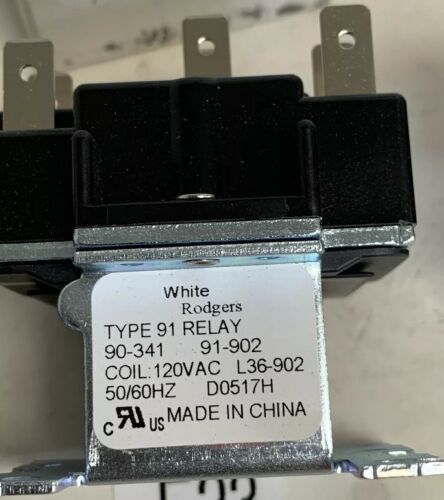 White
Rodgers
TYPE 91 RELAY
90-341 91-902
COIL:120VAC L36-902
50/60HZ D0517H
c RU US MADE IN CHINA